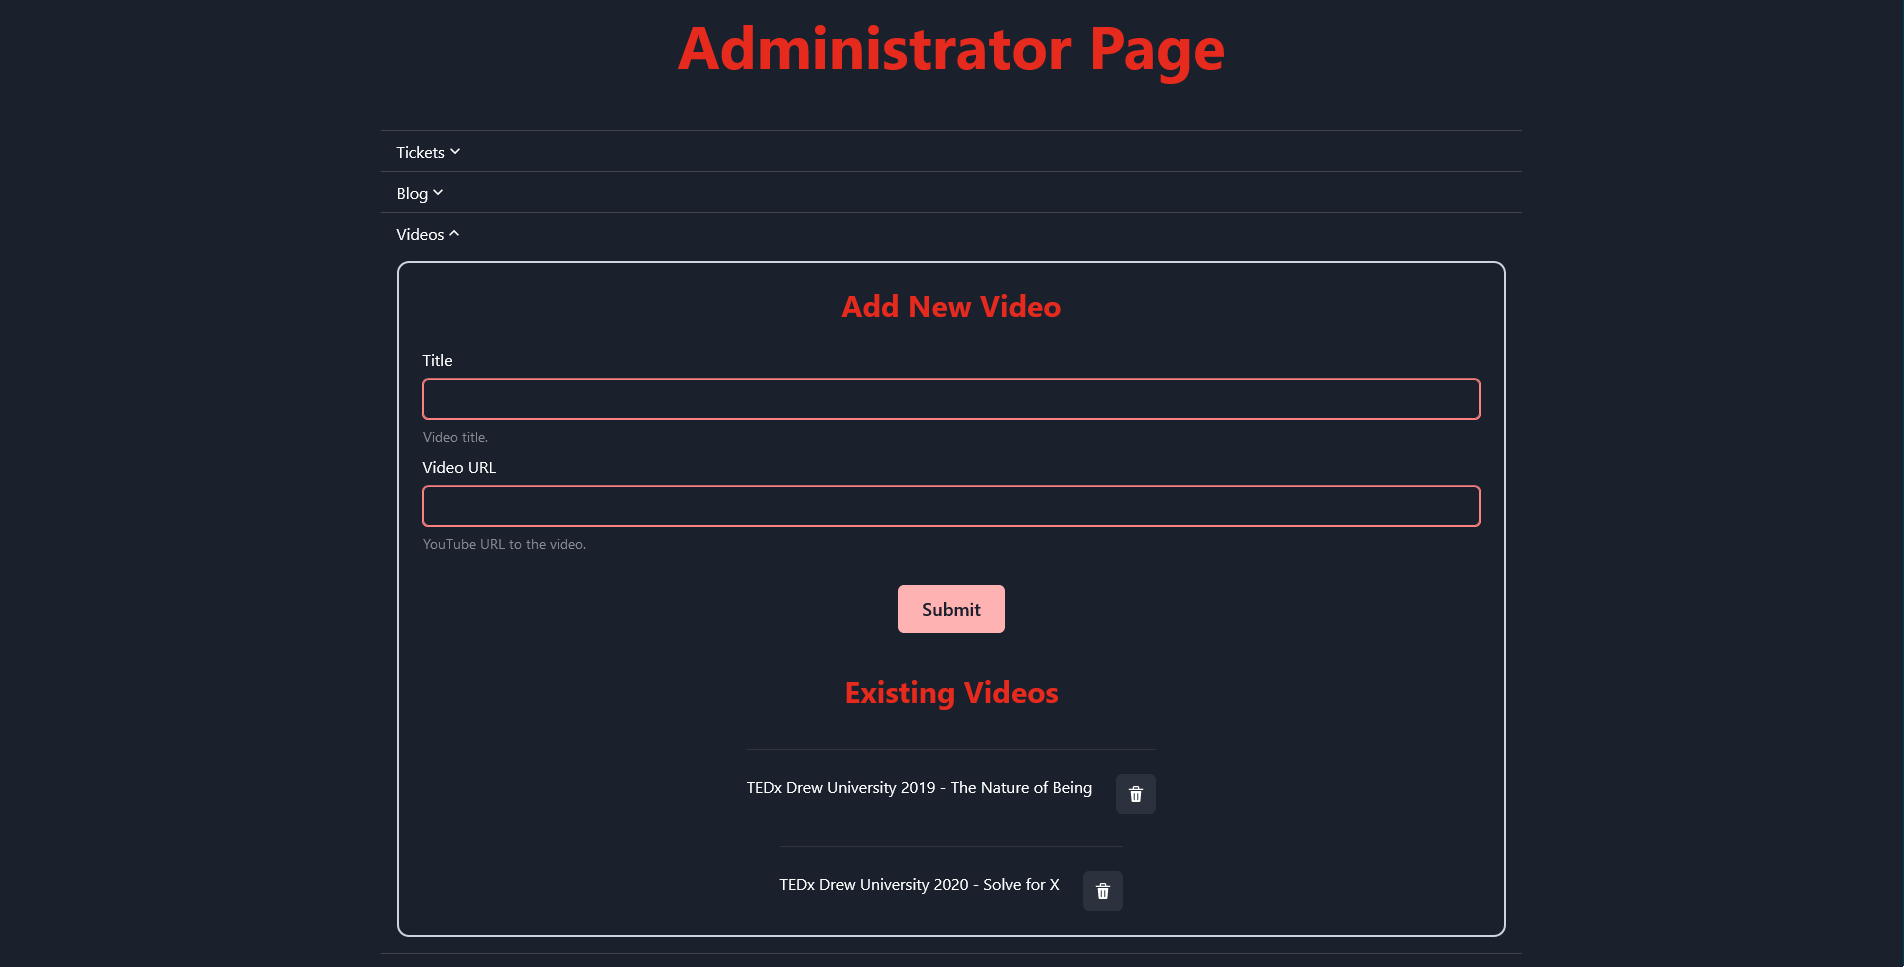 Administrator Page
Tickets
Blog
Videos
Add New Video
Title
Video title.
Video URL
YouTube URL to the video.
Submit
Existing Videos
TEDx Drew University 2019 - The Nature of Being
TEDx Drew University 2020 - Solve for X